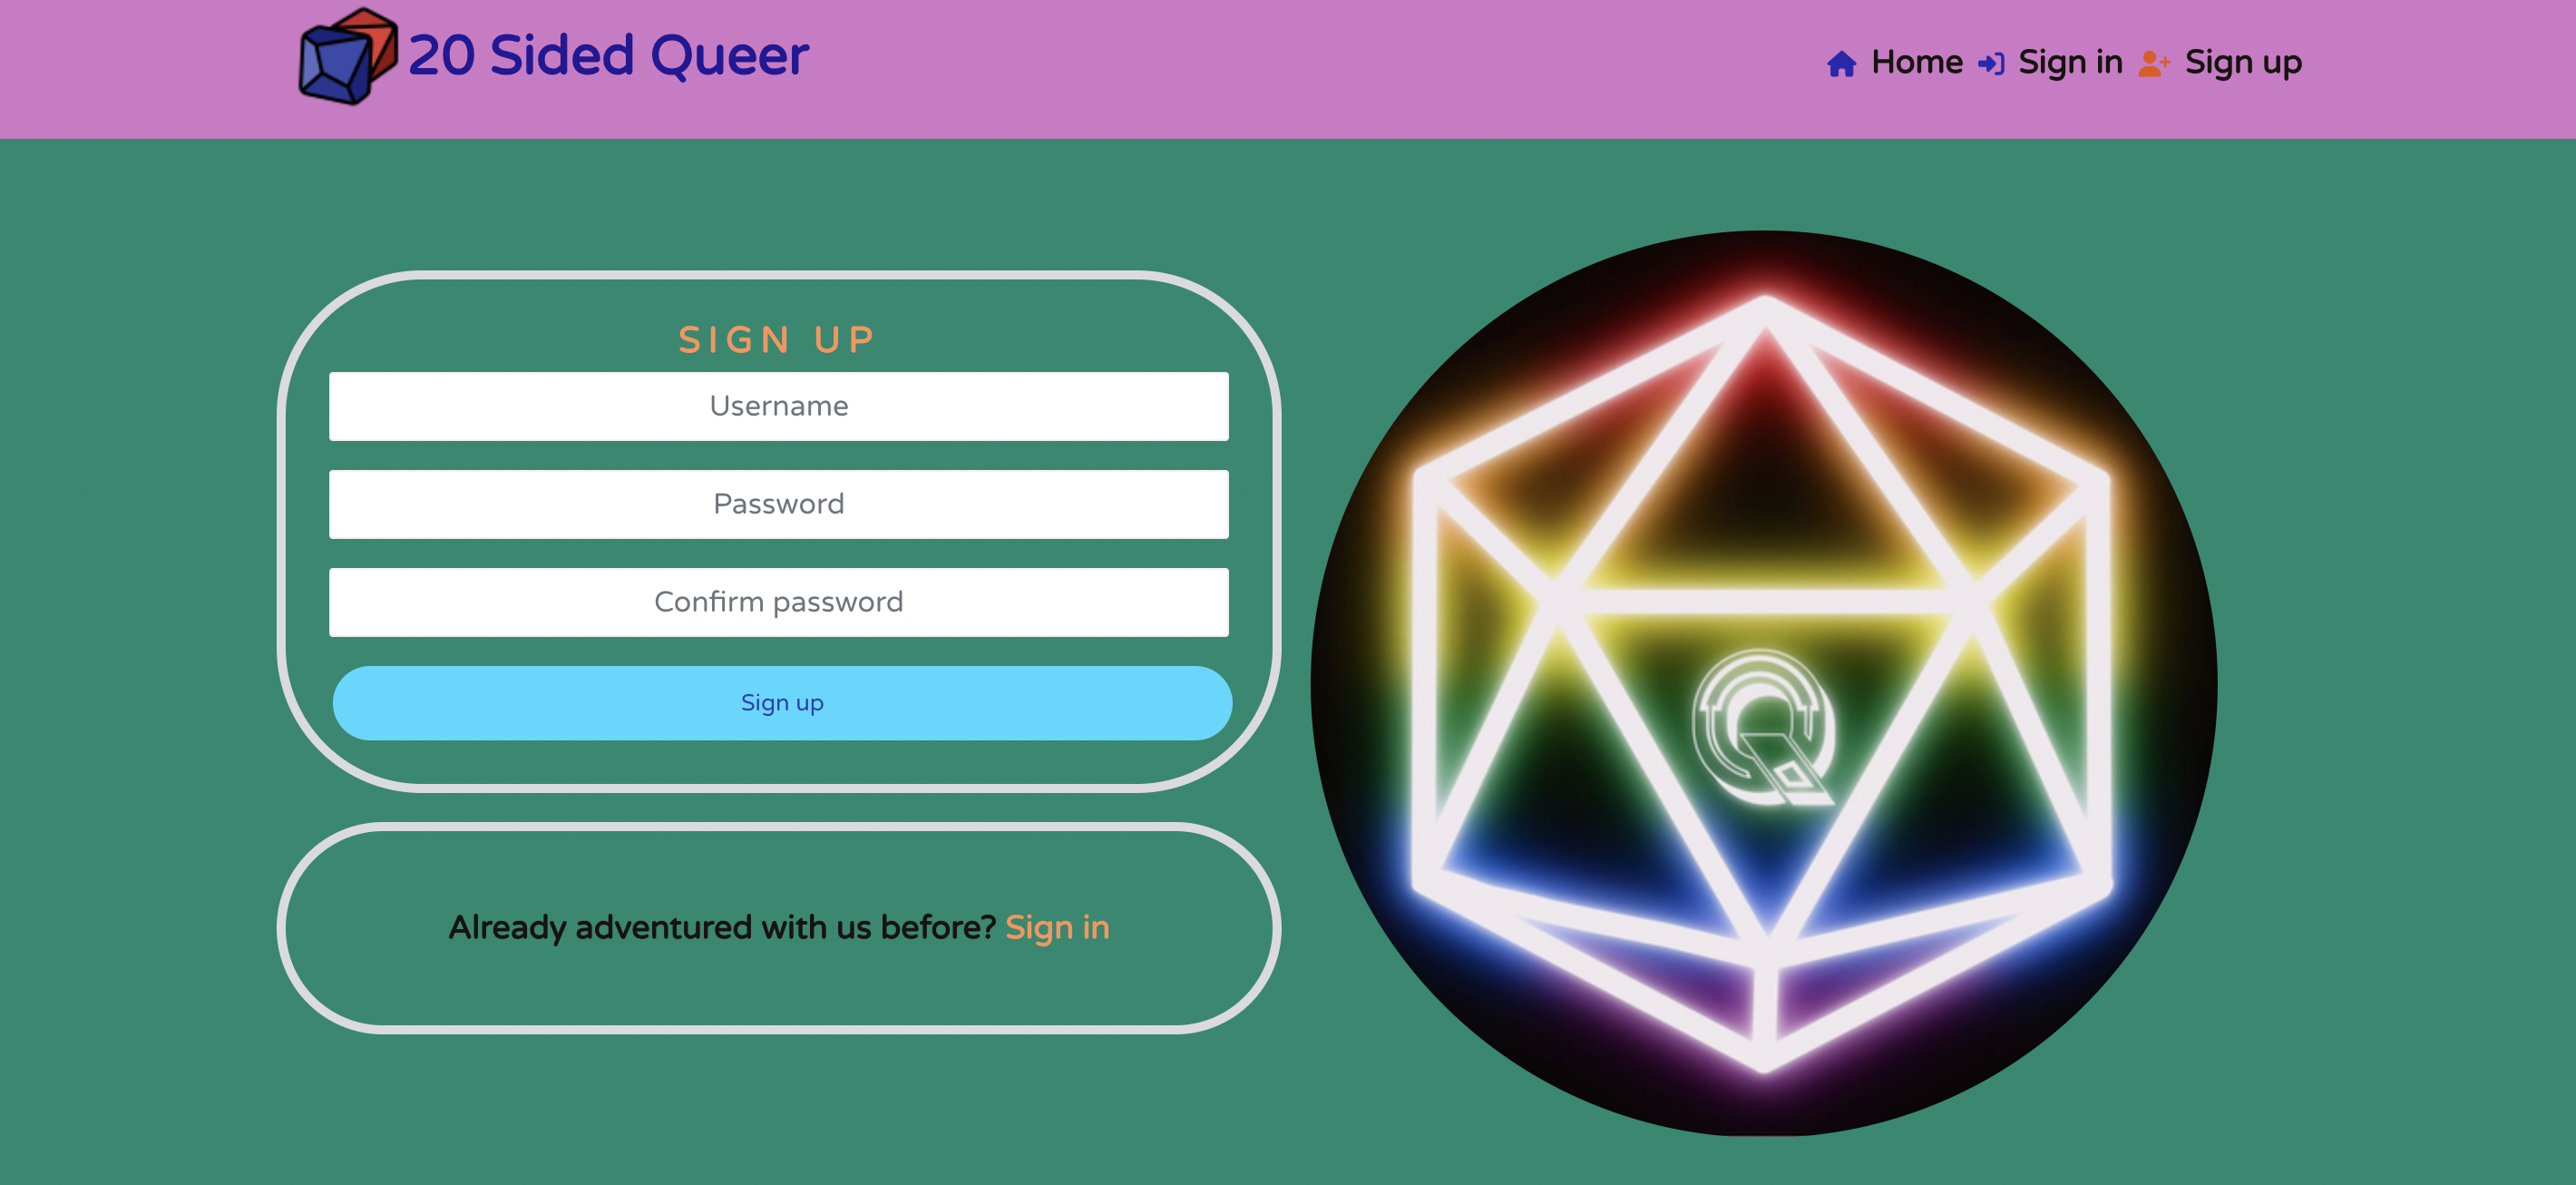 20 Sided Queer
Home Sign in Sign up
SIGN UP
Username
Password
Confirm password
Sign up
Already adventured with us before? Sign in
Q